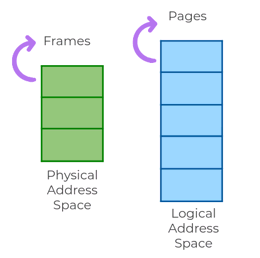 Frames
Pages
Physical
Address
Space
Logical
Address
Space